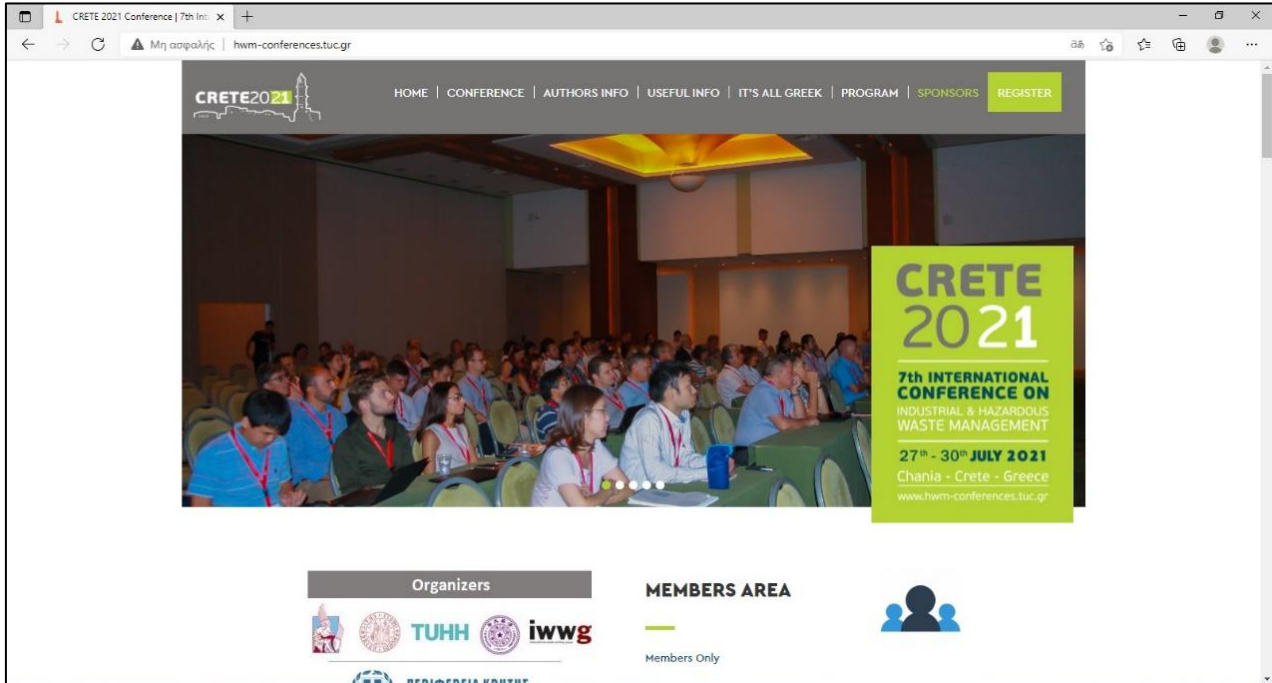 CRETE 2021 Conference | 7th Int
Μη ασφαλής | hwm-conferences.tuc.gr
CRETE2021
HOME | CONFERENCE | AUTHORS INFO | USEFUL INFO | IT'S ALL GREEK | PROGRAM | SPONSORS
REGISTER
CRETE
2021
7th INTERNATIONAL
CONFERENCE ON
INDUSTRIAL & HAZARDOUS
WASTE MANAGEMENT
27th - 30th JULY 2021
Chania - Crete - Greece
www.hwm-conferences.tuc.gr
Organizers
TUHH
iwwg
ΠΕΡΙΦΕΡΕΙΑ ΚΡΗΤΗΣ
MEMBERS AREA
Members Only